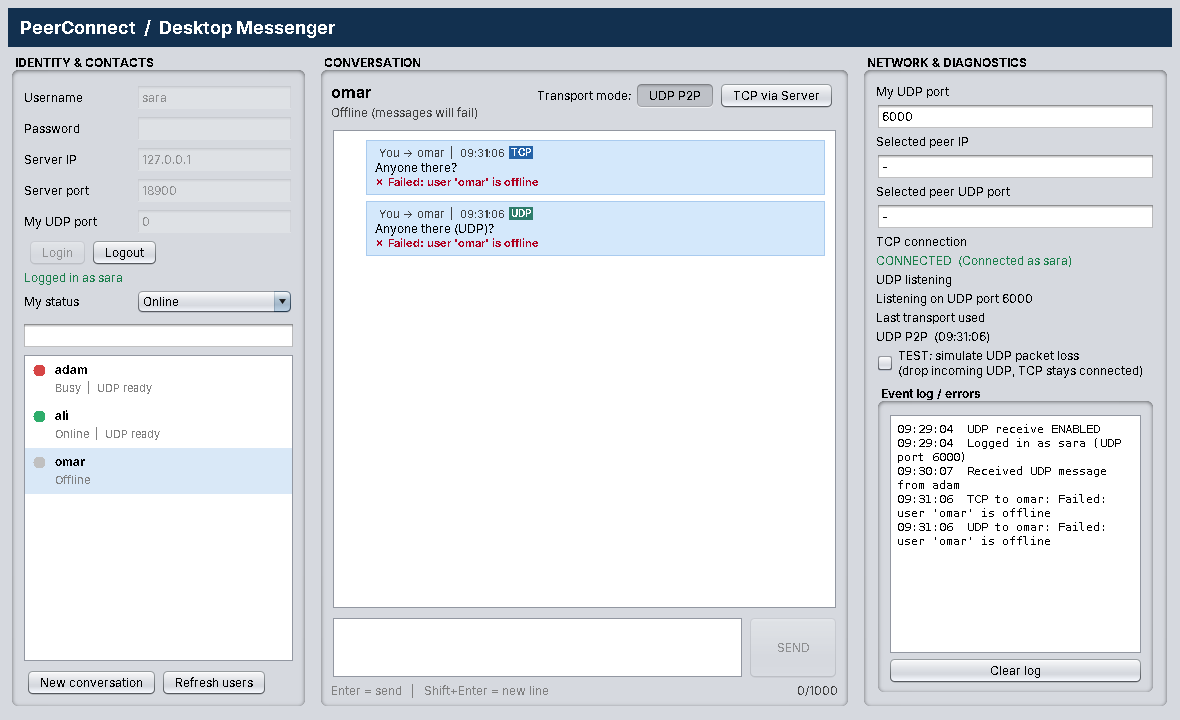 PeerConnect / Desktop Messenger
IDENTITY & CONTACTS
Username
sara
Password
Server IP
127.0.0.1
Server port
18900
My UDP port
0
Login
Logout
Logged in as sara
My status
Online
adam
Busy | UDP ready
ali
Online | UDP ready
omar
Offline
New conversation
Refresh users
CONVERSATION
omar
Offline (messages will fail)
Transport mode:
UDP P2P
TCP via Server
You → omar | 09:31:06 TCP
Anyone there?
× Failed: user 'omar' is offline
You → omar | 09:31:06 UDP
Anyone there (UDP)?
× Failed: user 'omar' is offline
SEND
Enter = send | Shift+Enter = new line
0/1000
NETWORK & DIAGNOSTICS
My UDP port
6000
Selected peer IP
-
Selected peer UDP port
-
TCP connection
CONNECTED (Connected as sara)
UDP listening
Listening on UDP port 6000
Last transport used
UDP P2P (09:31:06)
TEST: simulate UDP packet loss
(drop incoming UDP, TCP stays connected)
Event log / errors
09:29:04 UDP receive ENABLED
09:29:04 Logged in as sara (UDP
port 6000)
09:30:07 Received UDP message
from adam
09:31:06 TCP to omar: Failed:
user 'omar' is offline
09:31:06 UDP to omar: Failed:
user 'omar' is offline
Clear log